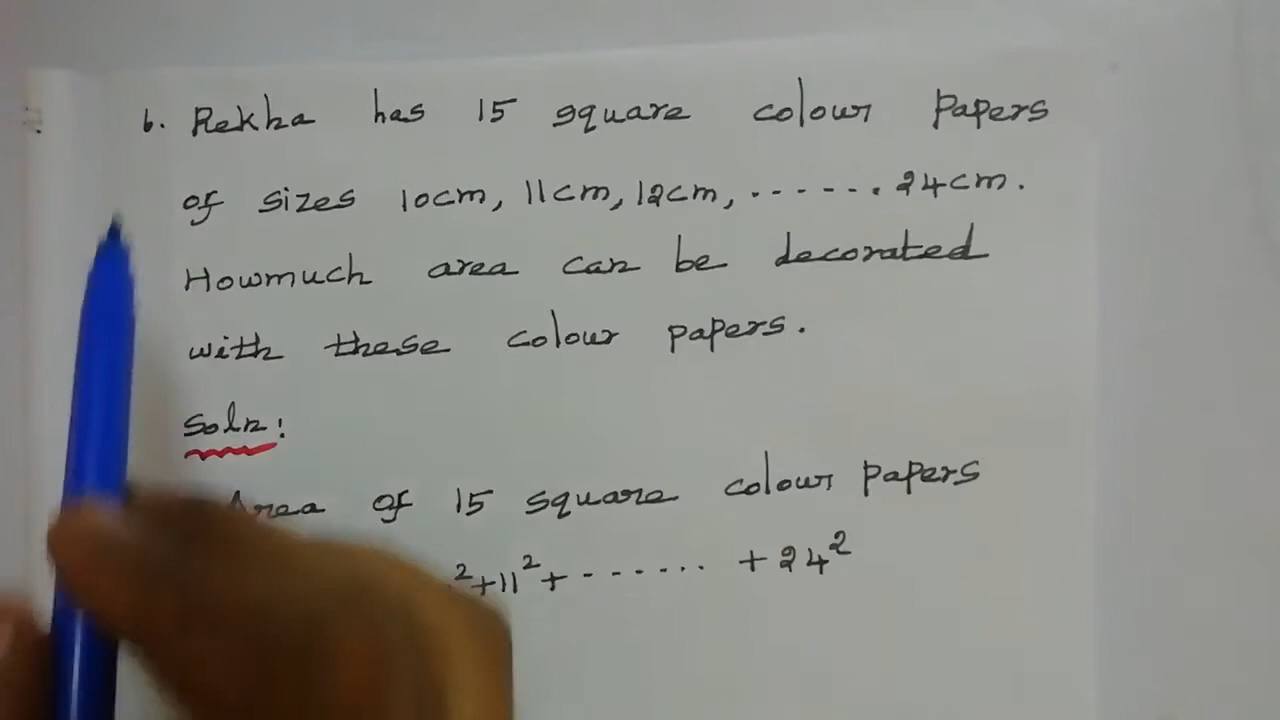 6. Rekha has 15 square colour papers
of sizes 10cm, 11cm, 12cm, ....... 24cm.
Howmuch area can be decorated
with these colour papers.
Soln:
Area of 15 square colour papers
²+11²+ ------.. +24²